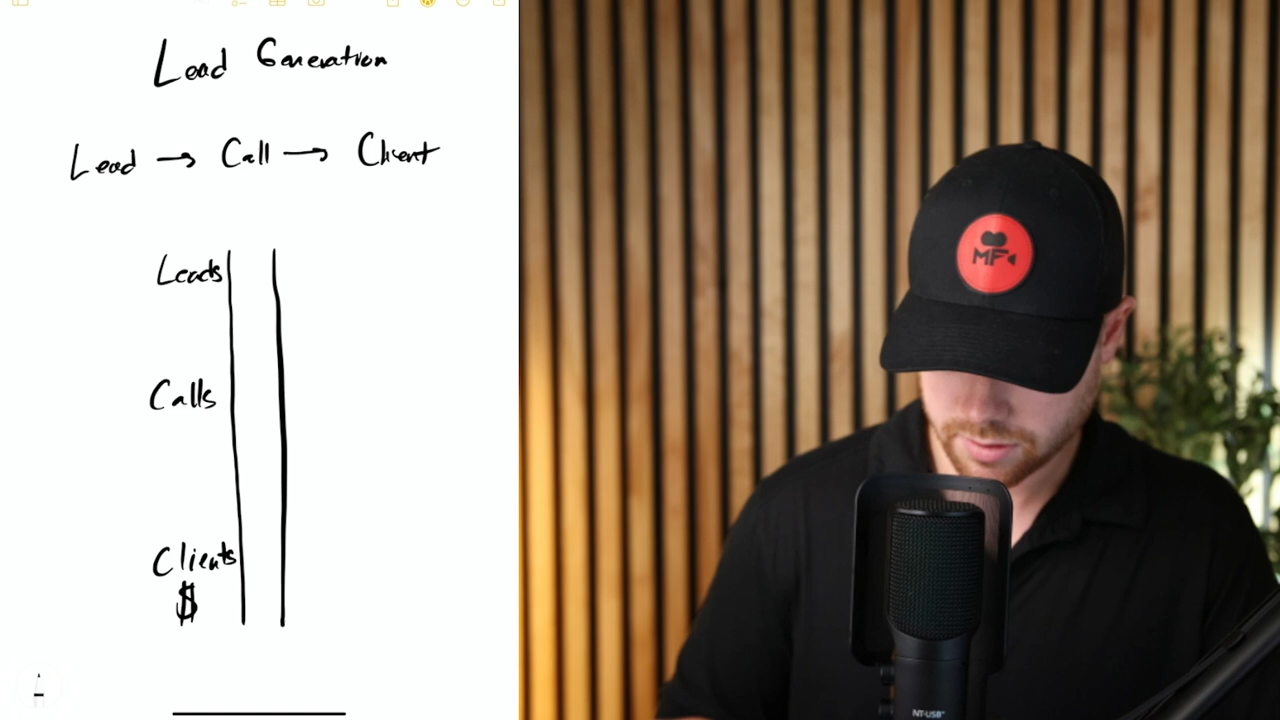 Lead Generation
Lead → Call → Client
Leads
Calls
Clients
$
MF
NT-USB+